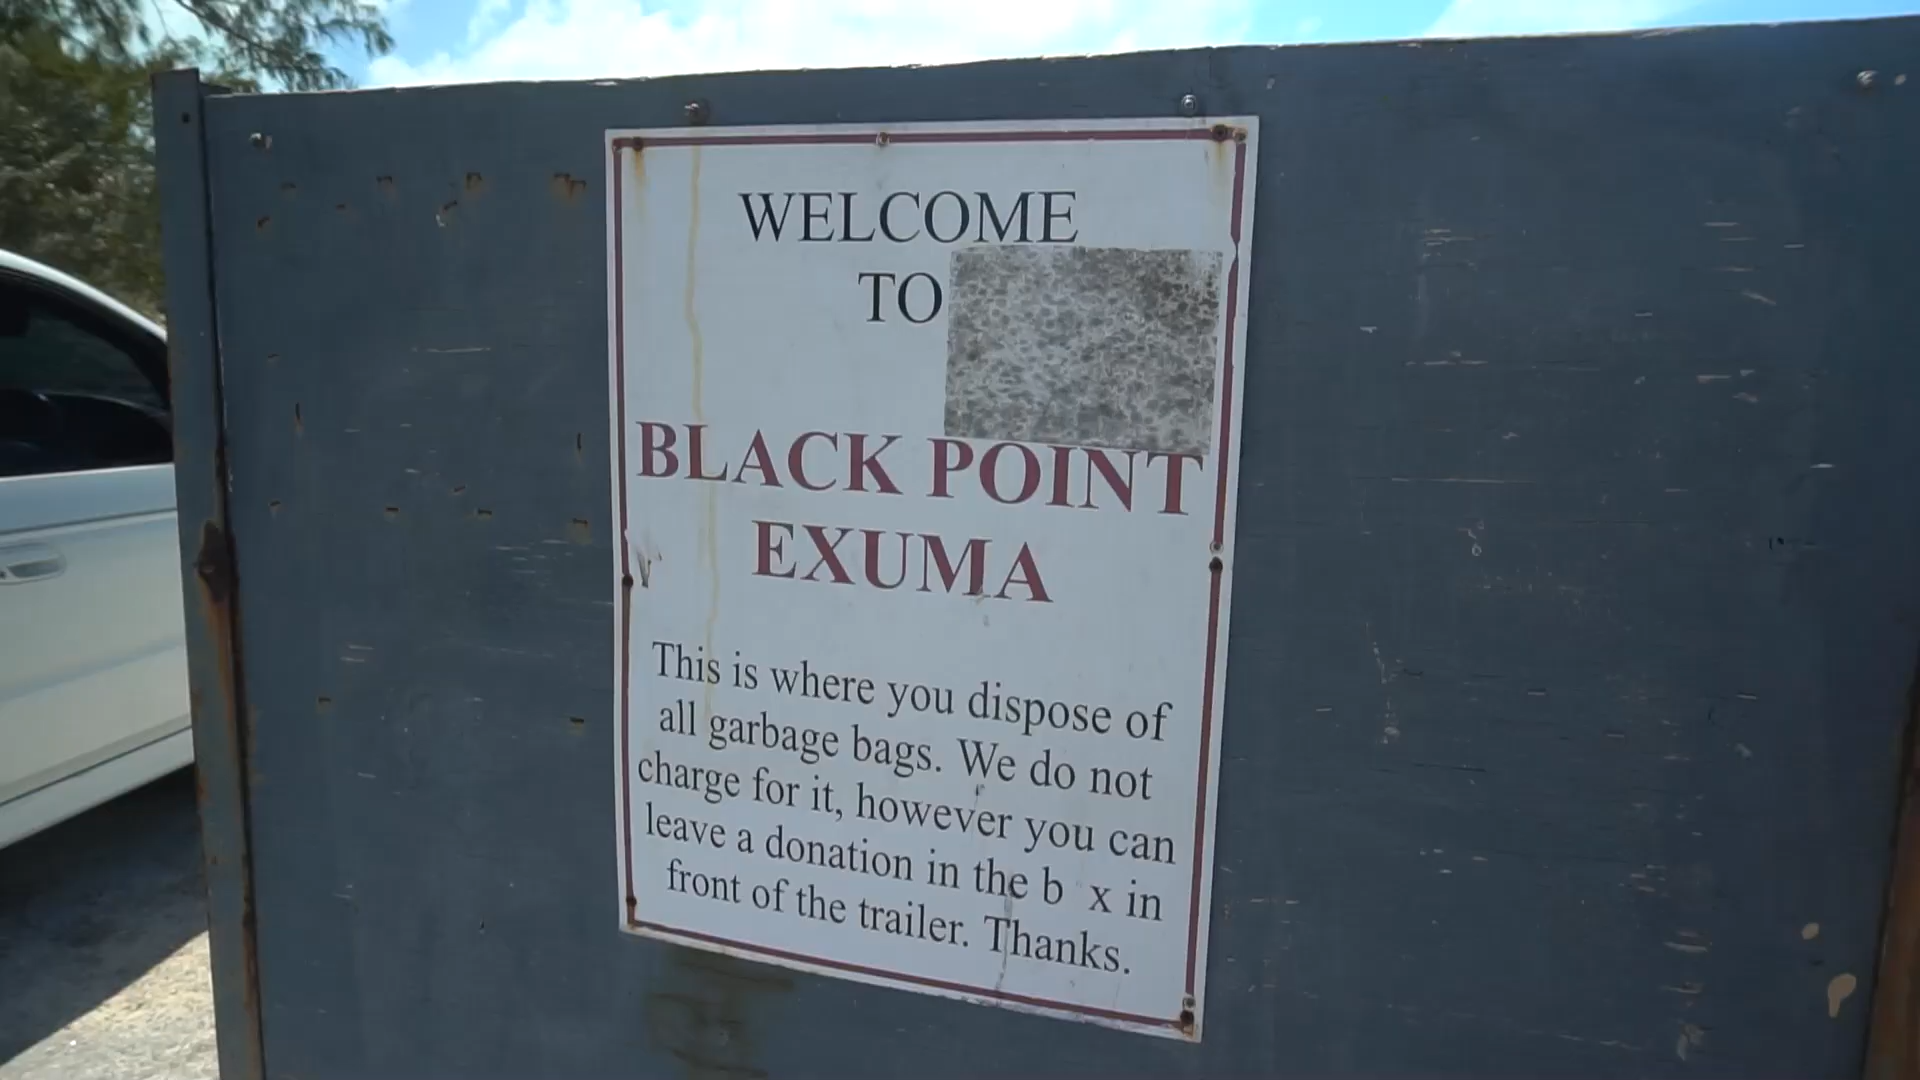 WELCOME
TO
BLACK POINT
EXUMA
This is where you dispose of
all garbage bags. We do not
charge for it, however you can
leave a donation in the b x in
front of the trailer. Thanks.